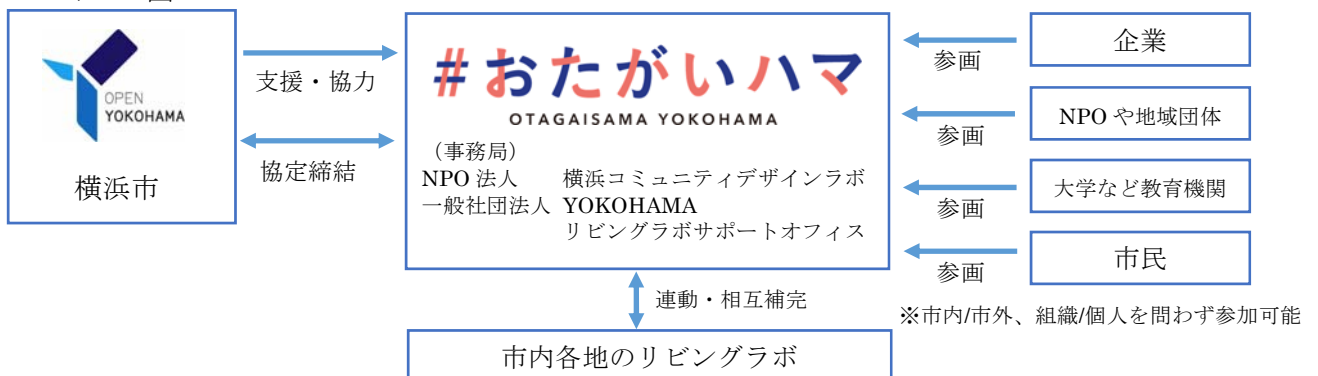 OPEN
YOKOHAMA
横浜市
支援・協力
協定締結
#おたがいハマ
OTAGAISAMA YOKOHAMA
(事務局)
NPO 法人 横浜コミュニティデザインラボ
一般社団法人 YOKOHAMA
リビングラボサポートオフィス
参画
企業
参画
NPO や地域団体
参画
大学など教育機関
参画
市民
※市内/市外、組織/個人を問わず参加可能
連動・相互補完
市内各地のリビングラボ